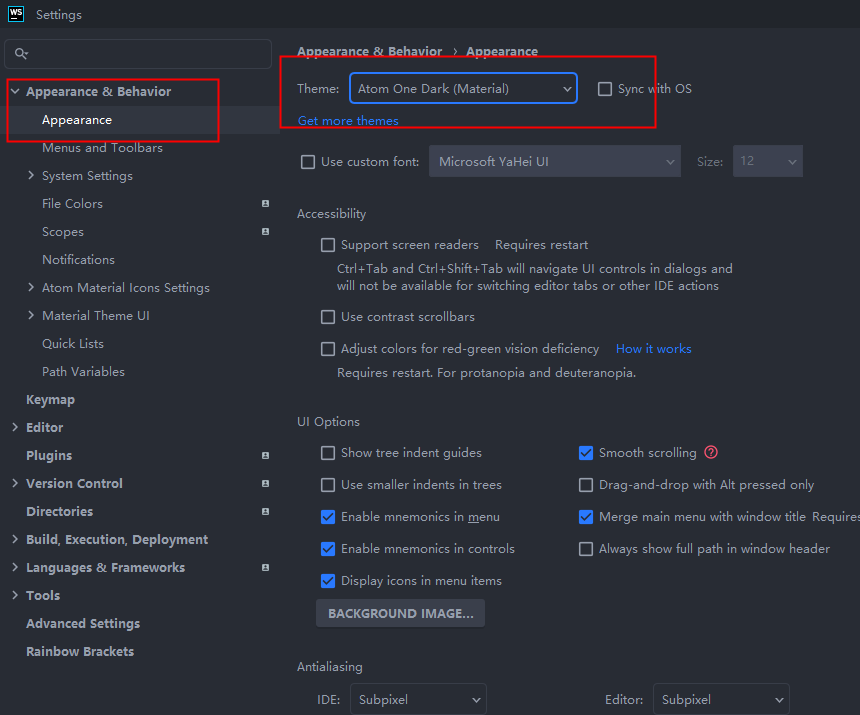 WS
Settings
Appearance & Behavior
Appearance
Menus and Toolbars
System Settings
File Colors
Scopes
Notifications
Atom Material Icons Settings
Material Theme UI
Quick Lists
Path Variables
Keymap
Editor
Plugins
Version Control
Directories
Build, Execution, Deployment
Languages & Frameworks
Tools
Advanced Settings
Rainbow Brackets
Appearance & Behavior › Appearance
Theme: Atom One Dark (Material) Sync with OS
Get more themes
Use custom font: Microsoft YaHei UI Size: 12
Accessibility
Support screen readers Requires restart
Ctrl+Tab and Ctrl+Shift+Tab will navigate UI controls in dialogs and
will not be available for switching editor tabs or other IDE actions
Use contrast scrollbars
Adjust colors for red-green vision deficiency How it works
Requires restart. For protanopia and deuteranopia.
UI Options
Show tree indent guides Smooth scrolling ?
Use smaller indents in trees Drag-and-drop with Alt pressed only
Enable mnemonics in menu Merge main menu with window title Requires
Enable mnemonics in controls Always show full path in window header
Display icons in menu items
BACKGROUND IMAGE...
Antialiasing
IDE: Subpixel Editor: Subpixel